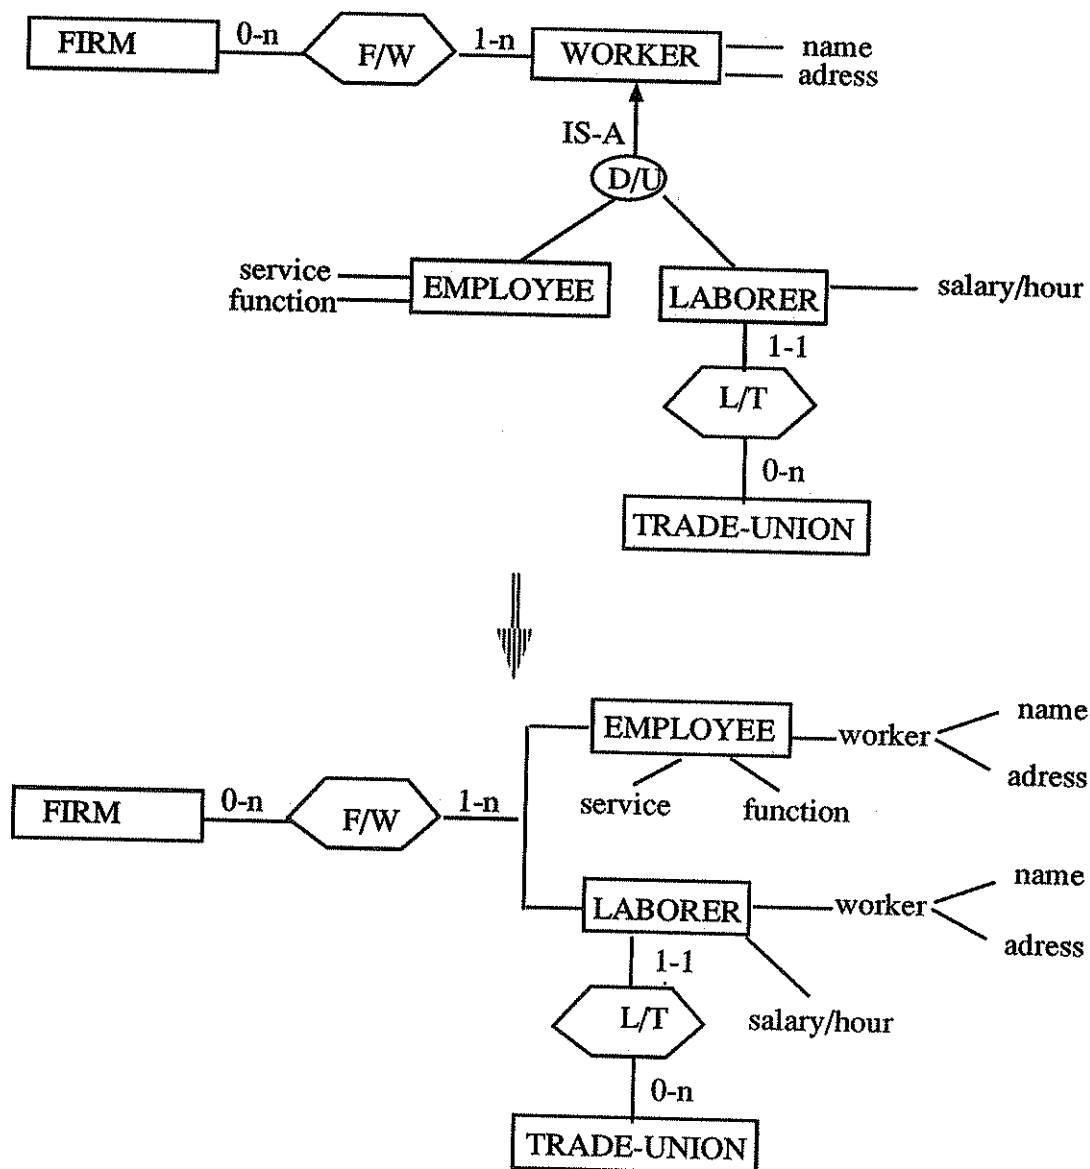 FIRM 0-n F/W 1-n WORKER name
adress
IS-A
D/U
service
function
EMPLOYEE
LABORER
salary/hour
1-1
L/T
0-n
TRADE-UNION
EMPLOYEE worker name
adress
service function
FIRM 0-n F/W 1-n
LABORER worker name
adress
1-1
L/T salary/hour
0-n
TRADE-UNION